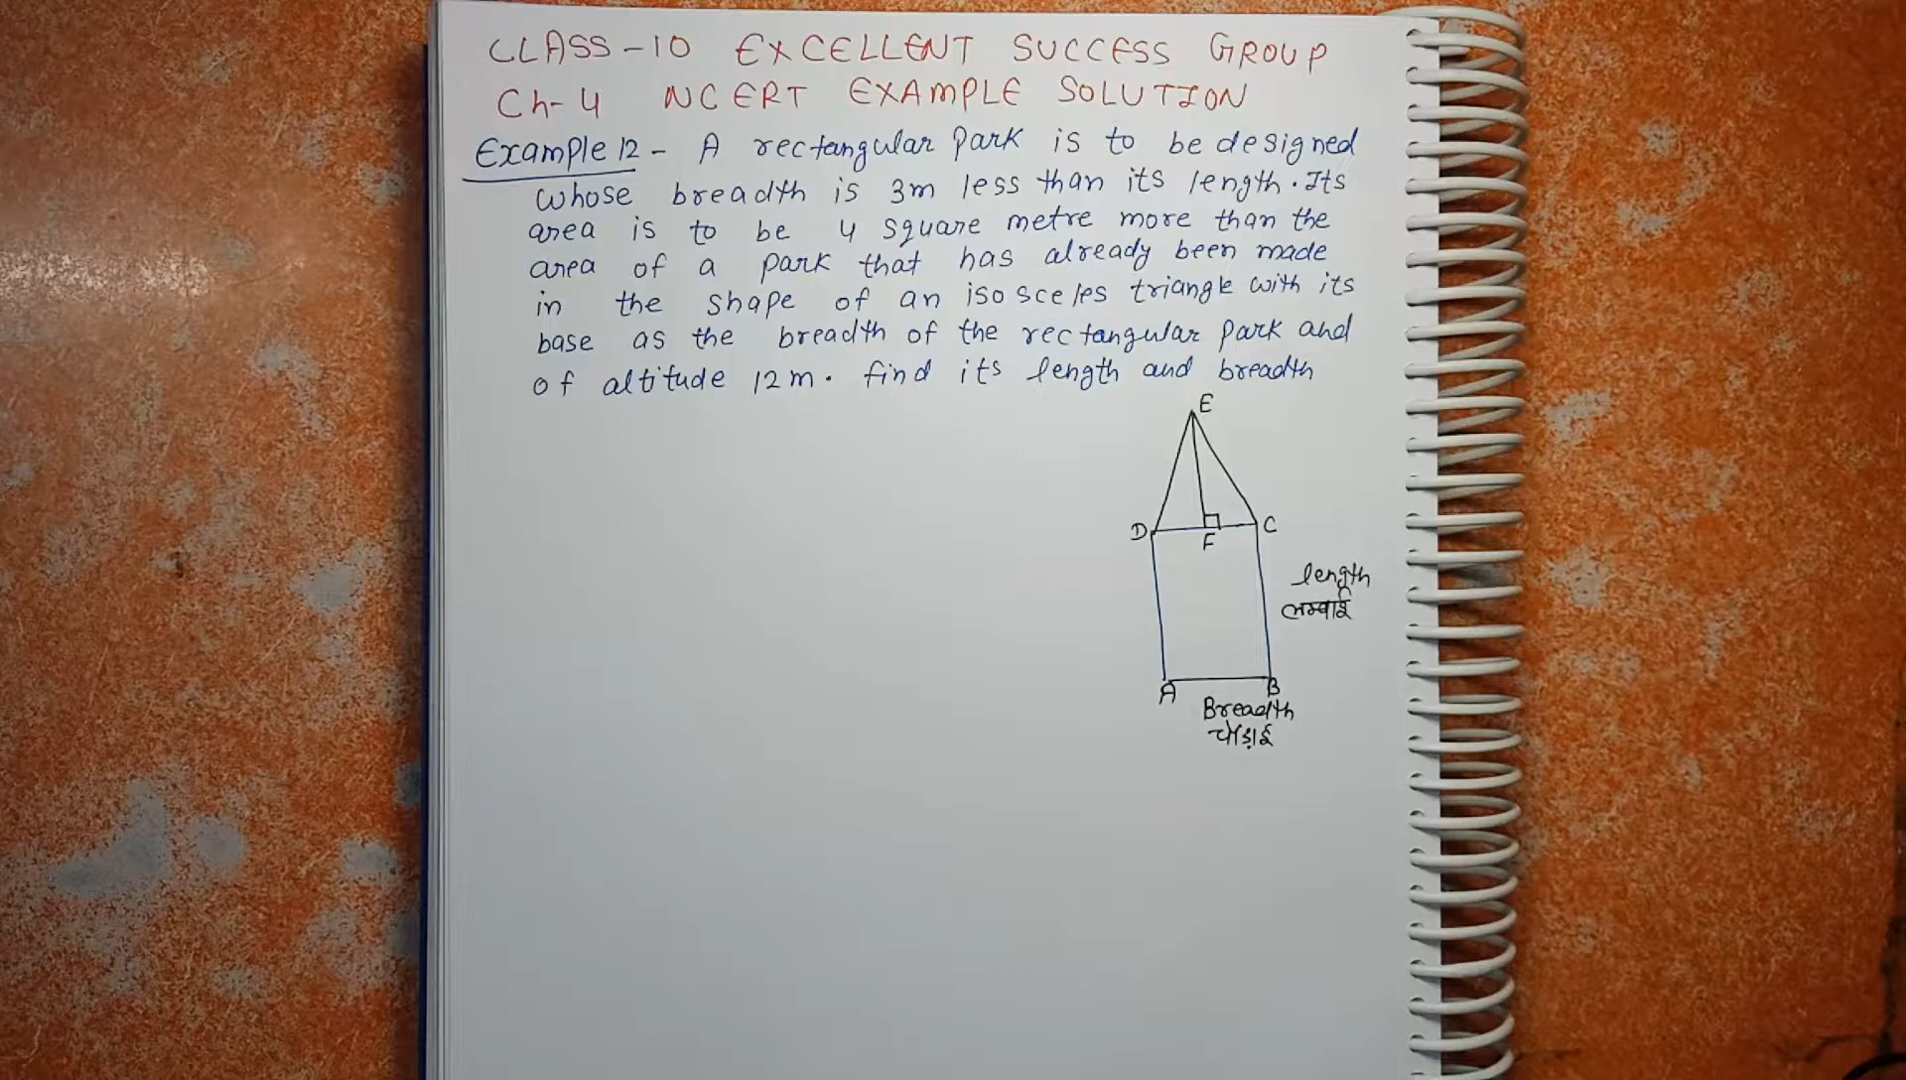 CLASS-10 EXCELLENT SUCCESS GROUP
Ch-4 NCERT EXAMPLE SOLUTION
Example 12 - A rectangular Park is to be designed
whose breadth is 3m less than its length. Its
area is to be 4 square metre more than the
area of a park that has already been made
in the shape of an isosceles triangle with its
base as the breadth of the rectangular Park and
of altitude 12m. find its length and breadth
E
D
F
C
length
लम्बाई
A
B
Breadth
चौड़ाई